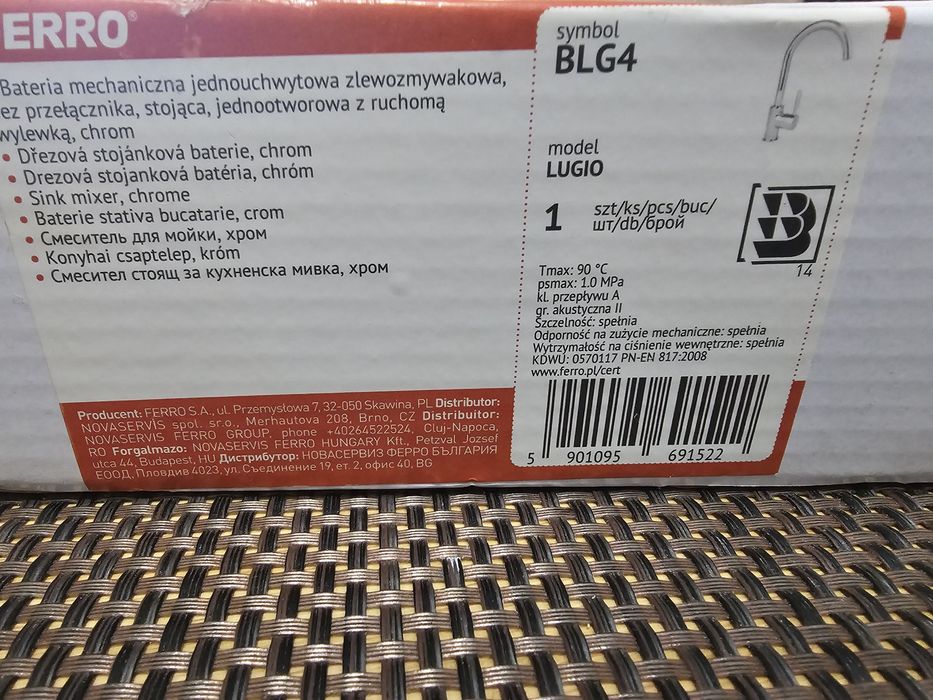 ERRO®
Bateria mechaniczna jednouchwytowa zlewozmywakowa,
ez przełącznika, stojąca, jednootworowa z ruchomą
wylewką, chrom
• Dřezová stojánková baterie, chrom
• Drezová stojanková batéria, chróm
• Sink mixer, chrome
• Baterie stativa bucatarie, crom
• Смеситель для мойки, хром
• Konyhai csaptelep, króm
• Смесител стоящ за кухненска мивка, хром
Producent: FERRO S.A., ul. Przemysłowa 7, 32-050 Skawina, PL Distributor:
NOVASERVIS spol. sr.o., Merhautova 208, Brno, CZ Distribuitor:
NOVASERVIS FERRO GROUP, phone +40264522524, Cluj-Napoca,
RO Forgalmazo: NOVASERVIS FERRO HUNGARY Kft., Petzval Jozsef
utca 44, Budapest, HU Дистрибутор: НОВАСЕРВИЗ ФЕРРО БЪЛГАРИЯ
ЕООД, Пловдив 4023, ул. Съединение 19, ет. 2, офис 40, BG
symbol
BLG4
model
LUGIO
1 szt/ks/pcs/buc/
шт/db/брой
B
14
Tmax: 90 °C
psmax: 1.0 MPa
kl. przepływu A
gr. akustyczna II
Szczelność: spełnia
Odporność na zużycie mechaniczne: spełnia
Wytrzymałość na ciśnienie wewnętrzne: spełnia
KDWU: 0570117 PN-EN 817:2008
www.ferro.pl/cert
5 901095 691522